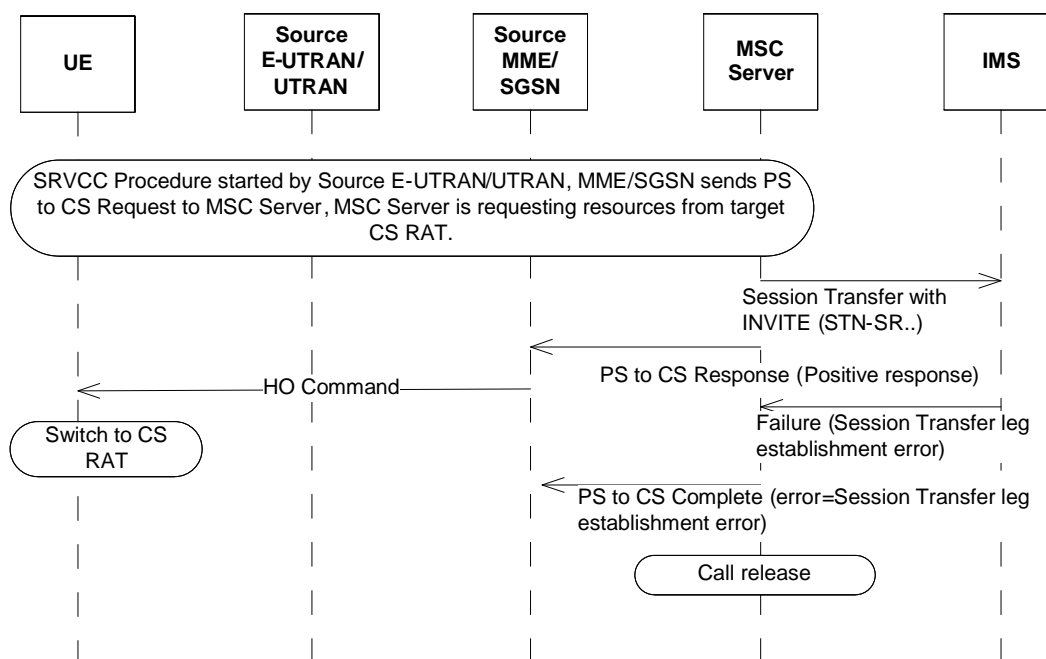 UE
Source
E-UTRAN/
UTRAN
Source
MME/
SGSN
MSC
Server
IMS
SRVCC Procedure started by Source E-UTRAN/UTRAN, MME/SGSN sends PS
to CS Request to MSC Server, MSC Server is requesting resources from target
CS RAT.
Session Transfer with
INVITE (STN-SR..)
PS to CS Response (Positive response)
HO Command
Failure (Session Transfer leg
establishment error)
Switch to CS
RAT
PS to CS Complete (error=Session Transfer leg
establishment error)
Call release